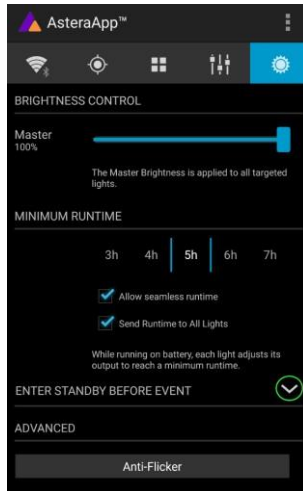 AsteraApp™
BRIGHTNESS CONTROL
Master
100%
The Master Brightness is applied to all targeted
lights.
MINIMUM RUNTIME
3h 4h 5h 6h 7h
Allow seamless runtime
Send Runtime to All Lights
While running on battery, each light adjusts its
output to reach a minimum runtime.
ENTER STANDBY BEFORE EVENT
ADVANCED
Anti-Flicker